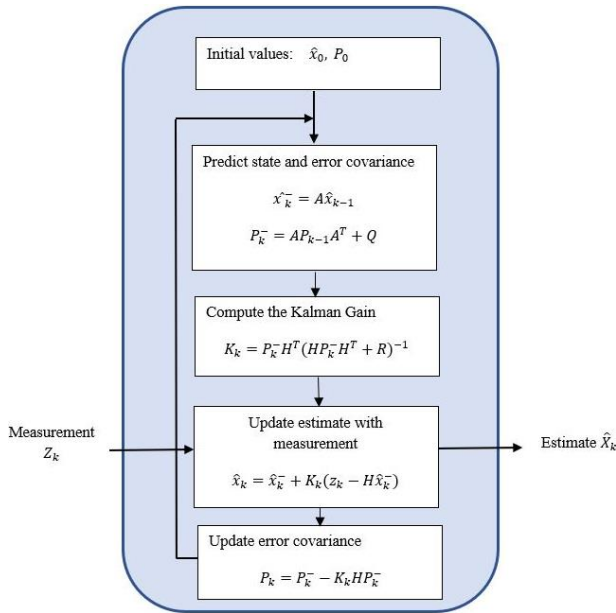 Initial values: x̂₀, P₀
Predict state and error covariance
x̂ₖ⁻ = Ax̂ₖ₋₁
Pₖ⁻ = APₖ₋₁Aᵀ + Q
Compute the Kalman Gain
Kₖ = Pₖ⁻Hᵀ(HPₖ⁻Hᵀ + R)⁻¹
Measurement
Zₖ
Update estimate with
measurement
x̂ₖ = x̂ₖ⁻ + Kₖ(zₖ − Hx̂ₖ⁻)
Estimate X̂ₖ
Update error covariance
Pₖ = Pₖ⁻ − KₖHPₖ⁻